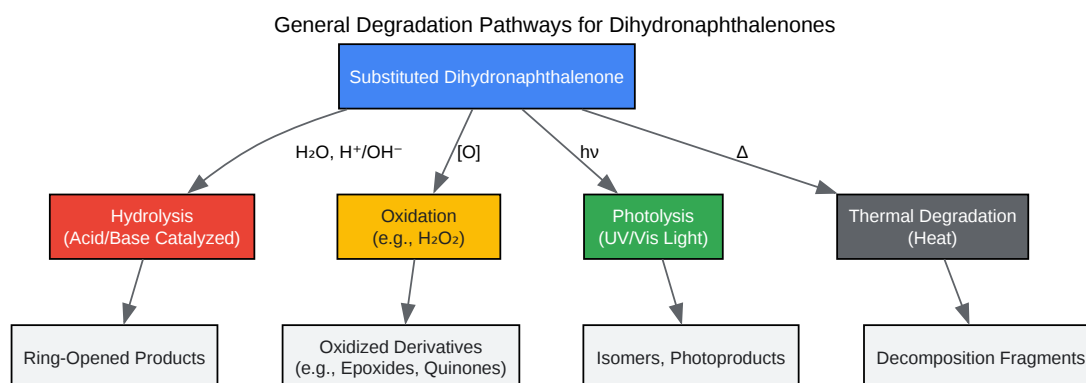 General Degradation Pathways for Dihydronaphthalenones
Substituted Dihydronaphthalenone
H₂O, H⁺/OH⁻
[O]
hν
Δ
Hydrolysis
(Acid/Base Catalyzed)
Oxidation
(e.g., H₂O₂)
Photolysis
(UV/Vis Light)
Thermal Degradation
(Heat)
Ring-Opened Products
Oxidized Derivatives
(e.g., Epoxides, Quinones)
Isomers, Photoproducts
Decomposition Fragments